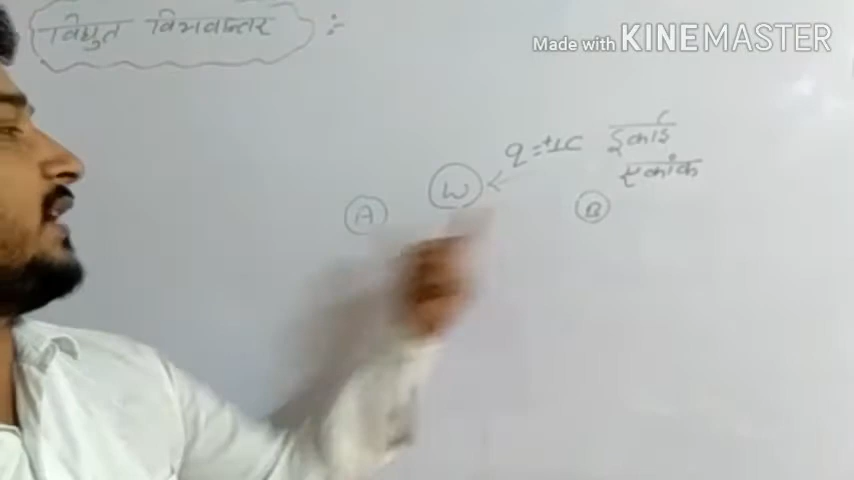 विद्युत विभवान्तर :-
Made with KINEMASTER
q=+1C इकाई
एकांक
W
A
B